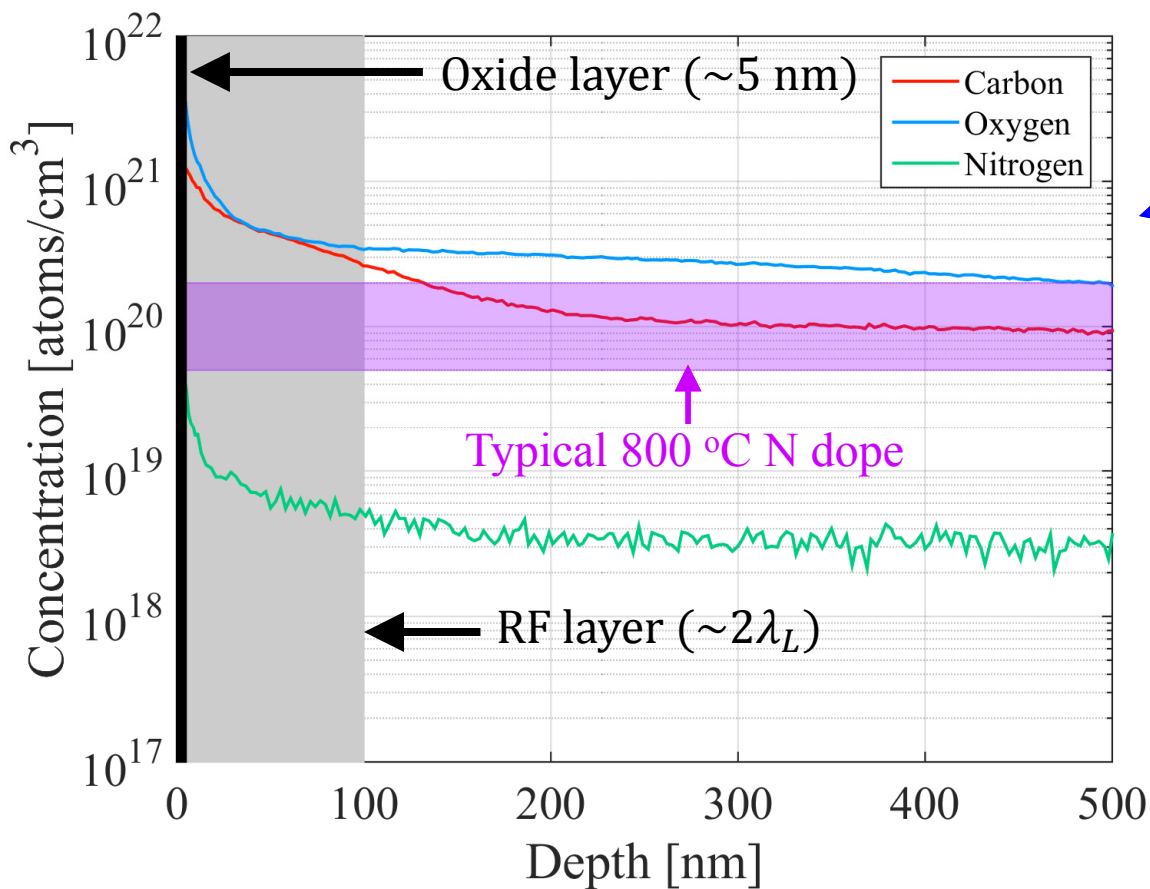 10^22
10^21
10^20
10^19
10^18
10^17
Concentration [atoms/cm^3]
Oxide layer (~5 nm)
Carbon
Oxygen
Nitrogen
Typical 800 °C N dope
RF layer (~2λ_L)
0 100 200 300 400 500
Depth [nm]